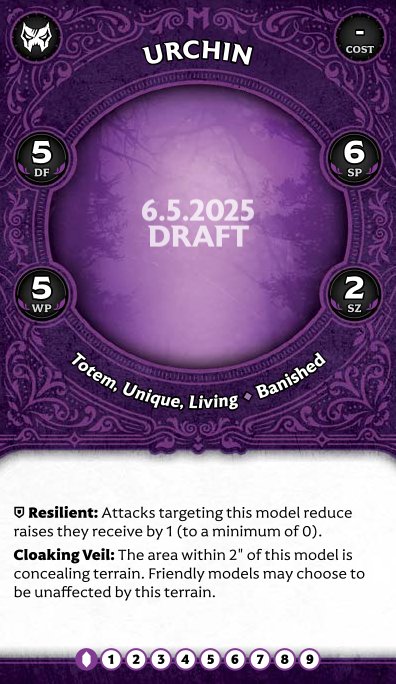 URCHIN
-
COST
5
DF
6
SP
6.5.2025
DRAFT
5
WP
2
SZ
Totem, Unique, Living ◆ Banished
Resilient: Attacks targeting this model reduce
raises they receive by 1 (to a minimum of 0).
Cloaking Veil: The area within 2" of this model is
concealing terrain. Friendly models may choose to
be unaffected by this terrain.
1 2 3 4 5 6 7 8 9